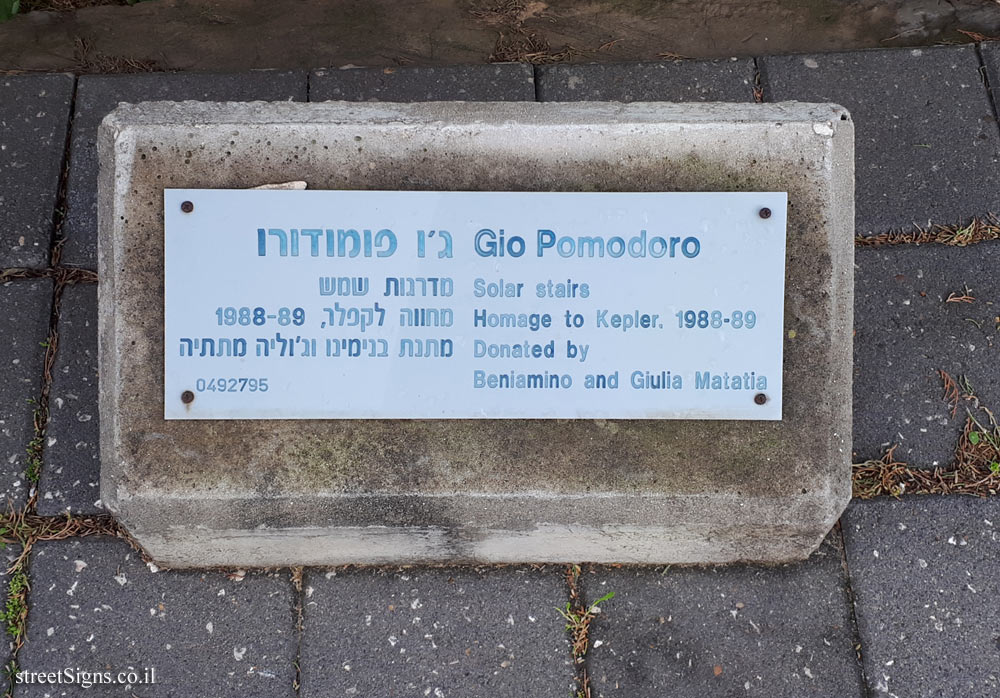 ג'ו פומודורו
מדרגות שמש
מחווה לקפלר, 1988-89
מתנת בנימינו וג'וליה מתתיה
0492795
Gio Pomodoro
Solar stairs
Homage to Kepler. 1988-89
Donated by
Beniamino and Giulia Matatia
streetSigns.co.il